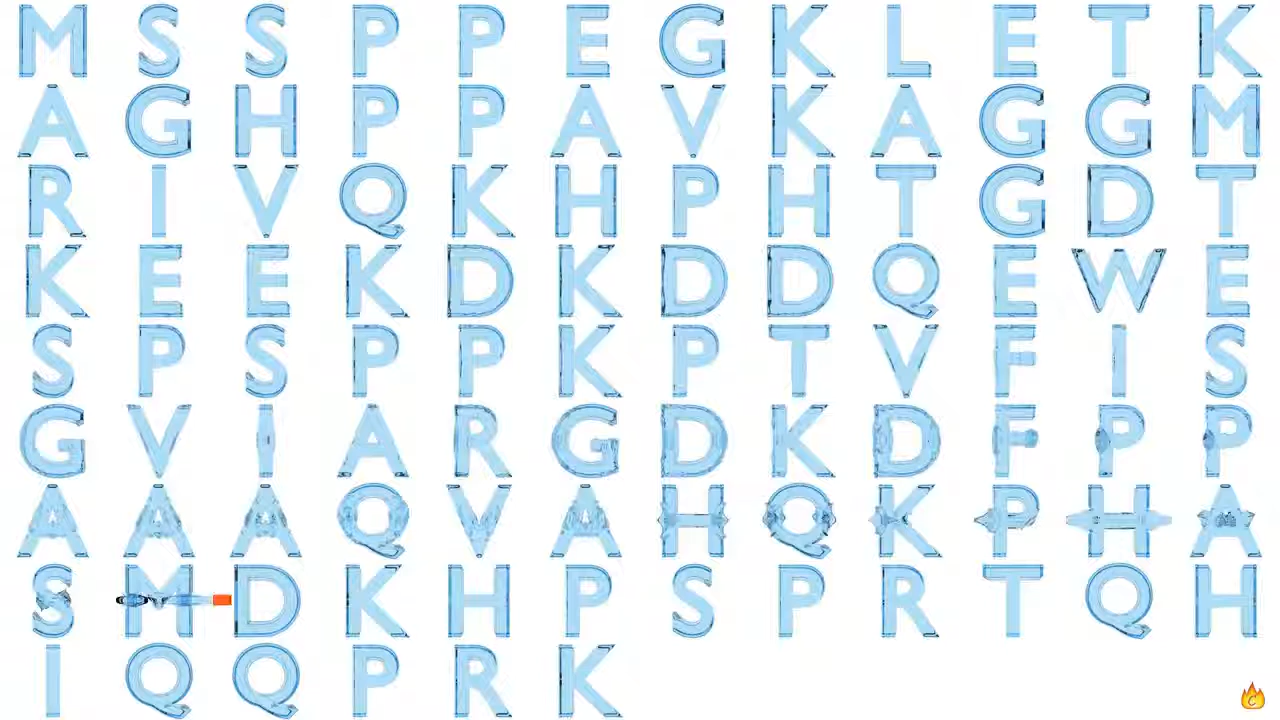 M S S P P E G K L E T K
A G H P P A V K A G G M
R I V Q K H P H T G D T
K E E K D K D D Q E W E
S P S P P K P T V F I S
G V I A R G D K D F P P
A A A Q V A H Q K P H A
S M D K H P S P R T Q H
I Q Q P R K